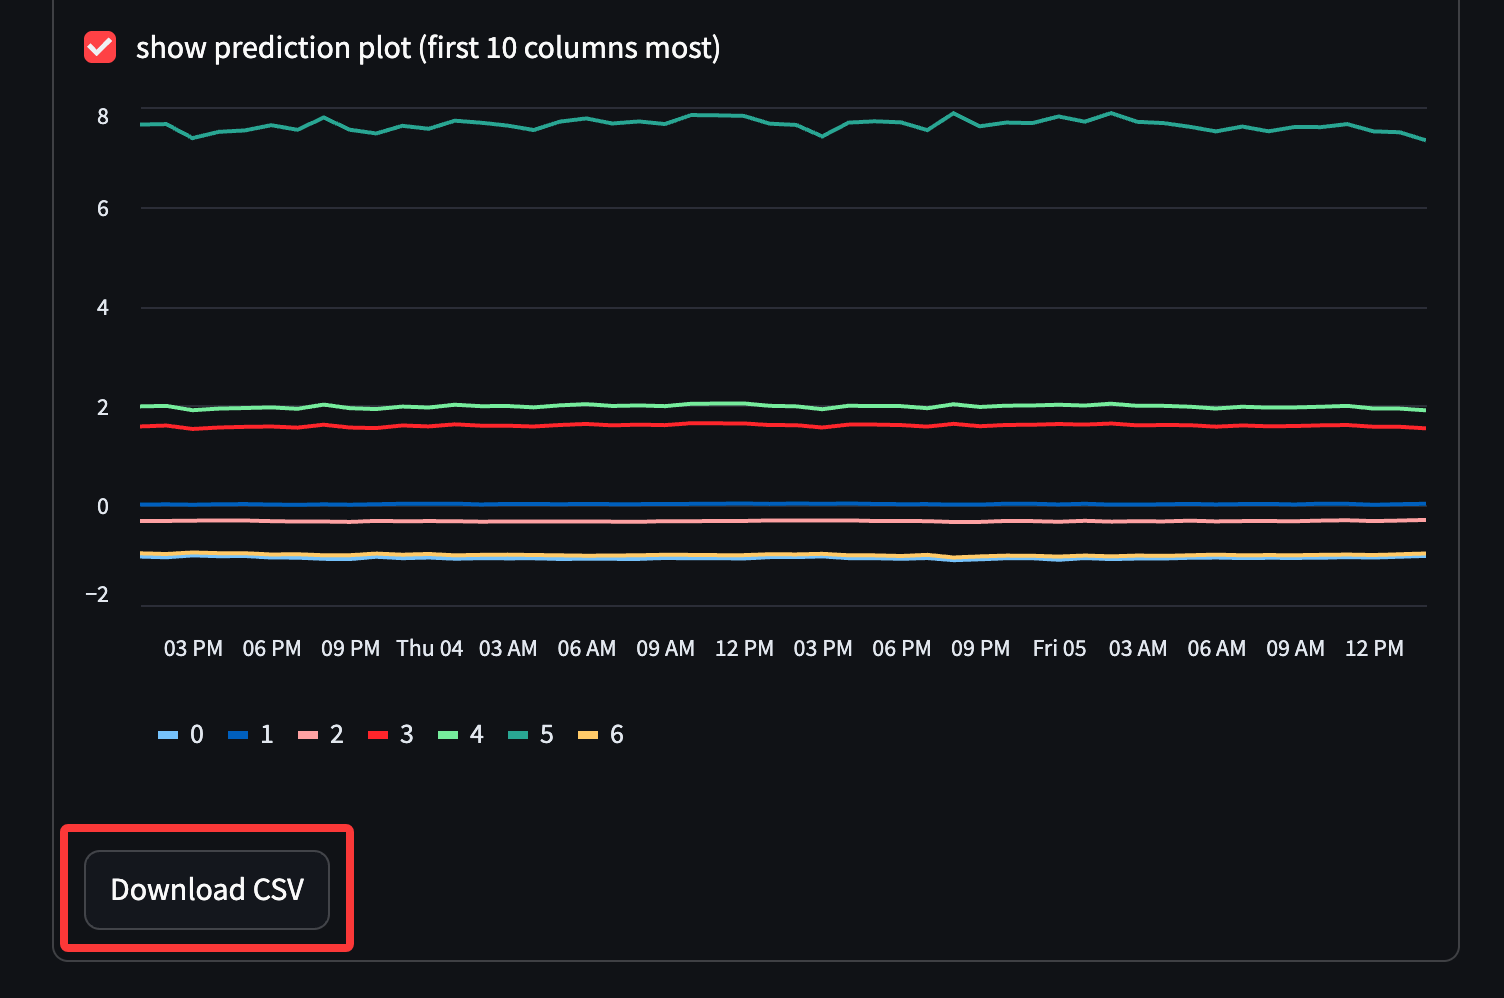 show prediction plot (first 10 columns most)
8
6
4
2
0
−2
03 PM 06 PM 09 PM Thu 04 03 AM 06 AM 09 AM 12 PM 03 PM 06 PM 09 PM Fri 05 03 AM 06 AM 09 AM 12 PM
0 1 2 3 4 5 6
Download CSV